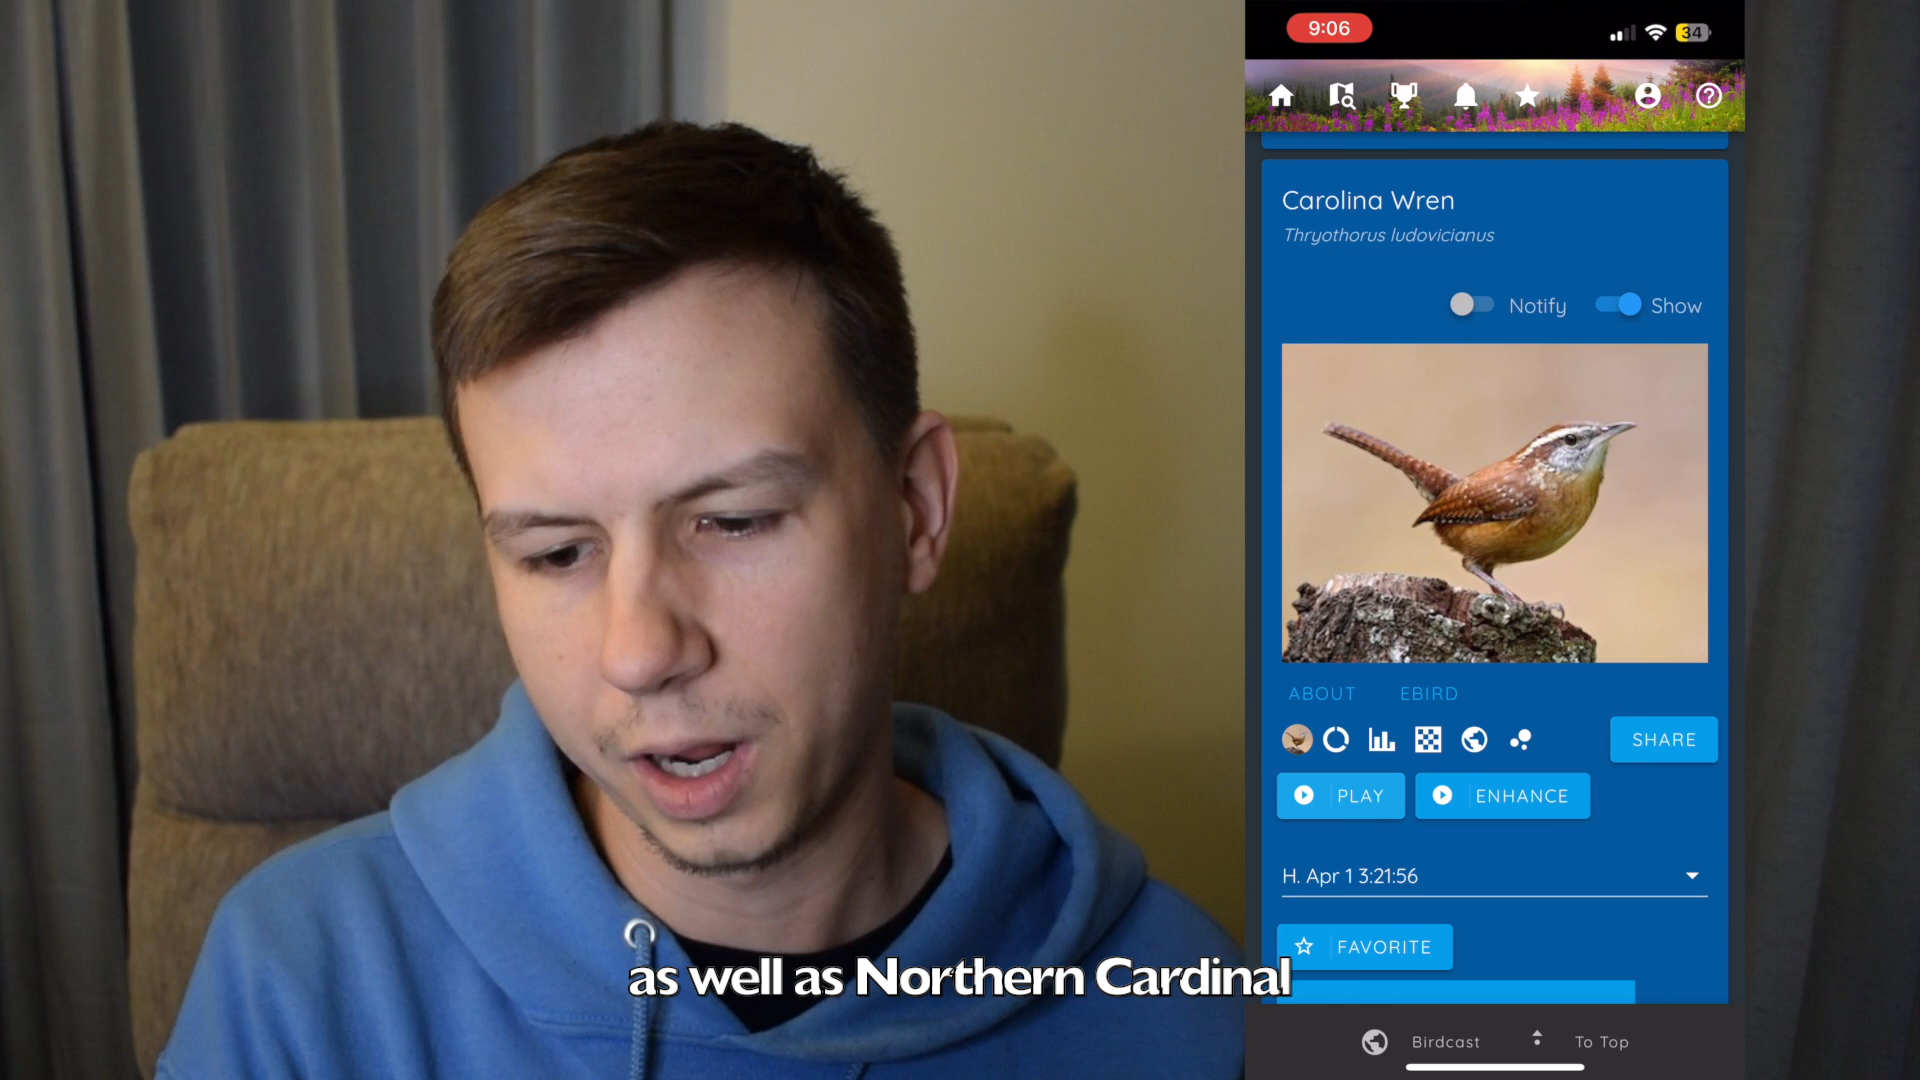 9:06
34
Carolina Wren
Thryothorus ludovicianus
Notify
Show
ABOUT
EBIRD
SHARE
PLAY
ENHANCE
H. Apr 1 3:21:56
FAVORITE
as well as Northern Cardinal
Birdcast
To Top